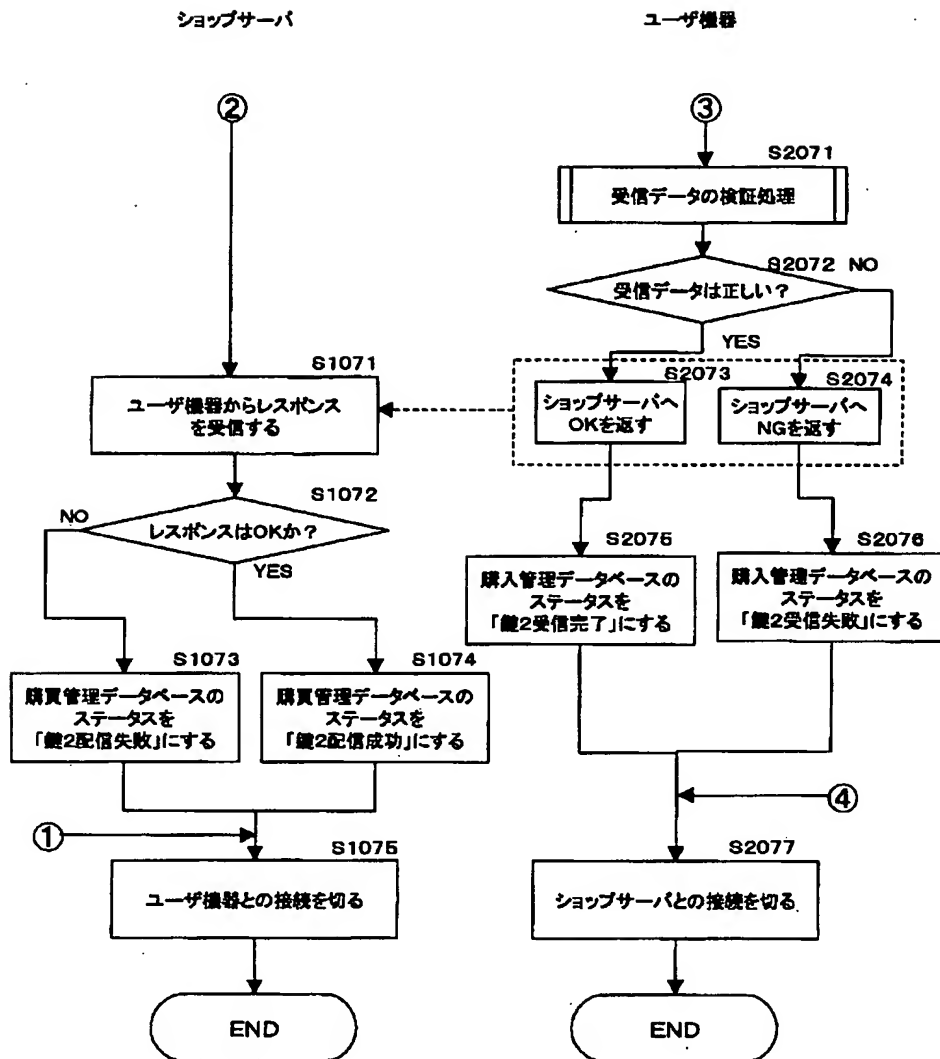 ショップサーバ
ユーザ機器
②
③
S2071
受信データの検証処理
S2072 NO
受信データは正しい?
YES
S1071
ユーザ機器からレスポンス
を受信する
S2073
ショップサーバへ
OKを返す
S2074
ショップサーバへ
NGを返す
S1072
NO
レスポンスはOKか?
YES
S2075
購入管理データベースの
ステータスを
「鍵2受信完了」にする
S2076
購入管理データベースの
ステータスを
「鍵2受信失敗」にする
S1073
購買管理データベースの
ステータスを
「鍵2配信失敗」にする
S1074
購買管理データベースの
ステータスを
「鍵2配信成功」にする
④
①
S1075
ユーザ機器との接続を切る
S2077
ショップサーバとの接続を切る
END
END